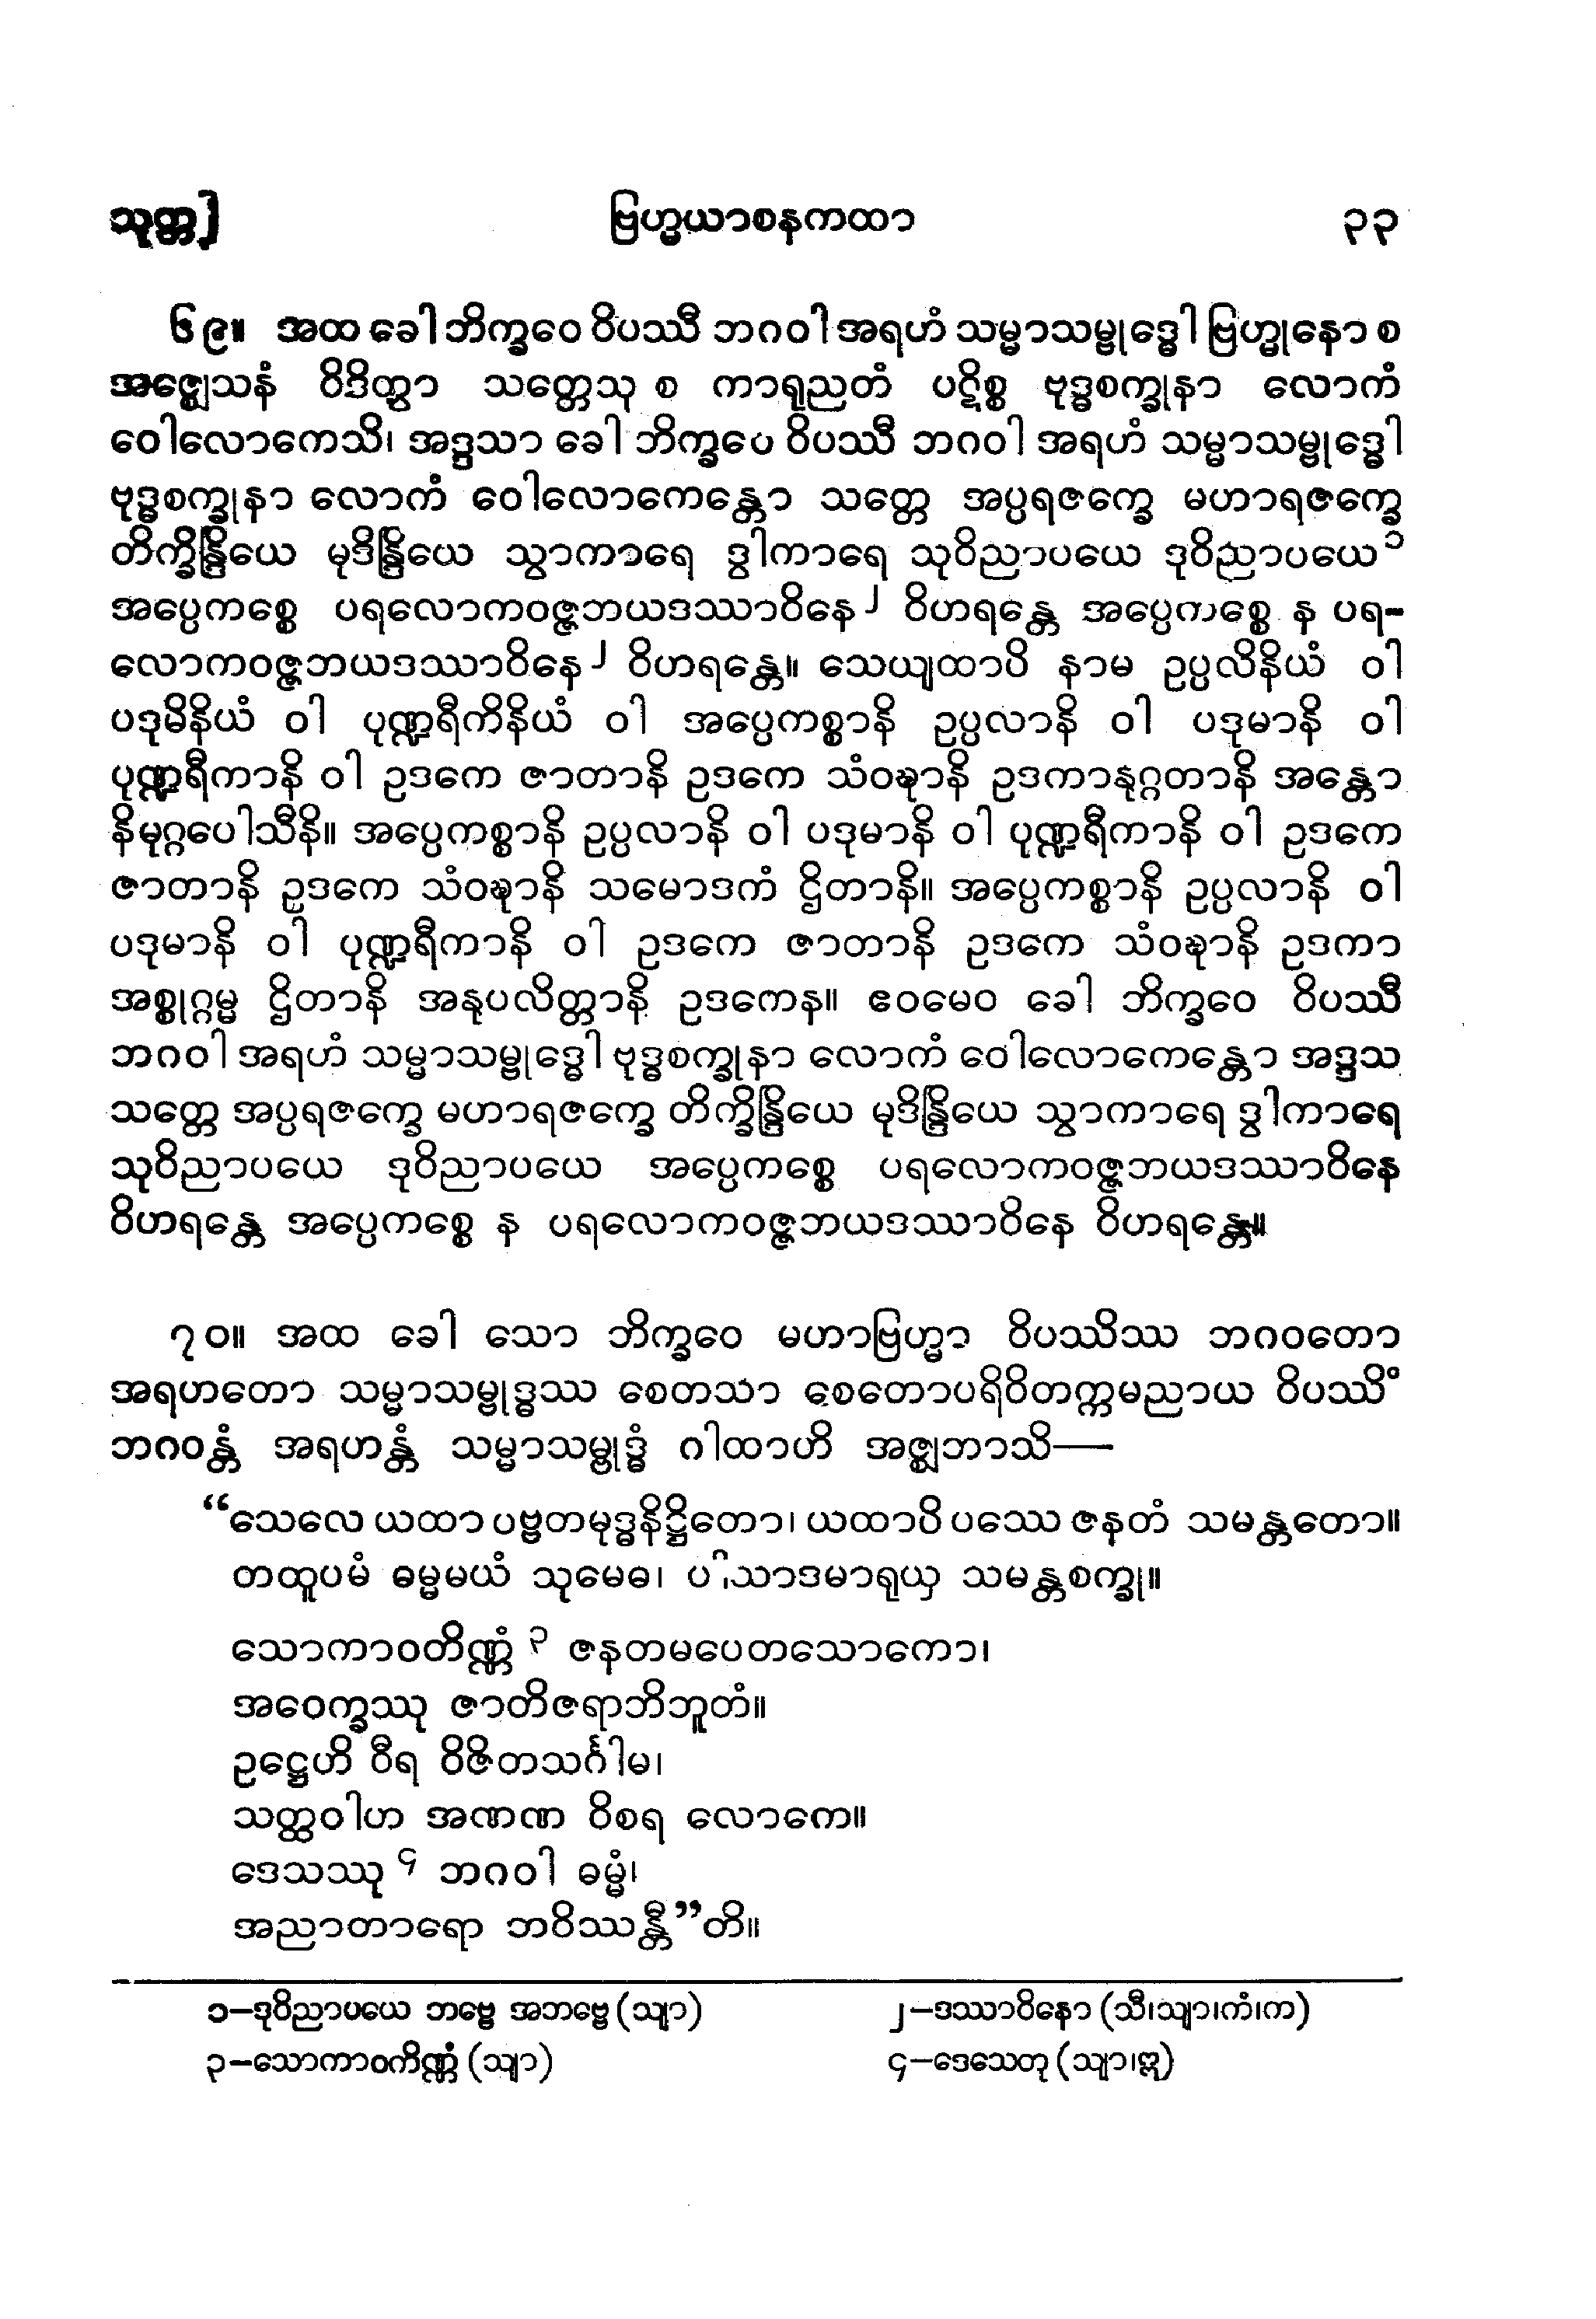 သုတ္တ]	ဗြဟ္မယာစနကထာ	၃၃
၆၉။ အထ ခေါ ဘိက္ခဝေ ဝိပဿီ ဘဂဝါ အရဟံ သမ္မာသမ္ဗုဒ္ဓေါ ဗြဟ္မုနော စ
အဇ္ဈေသနံ ဝိဒိတွာ သတ္တေသု စ ကာရုညတံ ပဋိစ္စ ဗုဒ္ဓစက္ခုနာ လောကံ
ဝေါလောကေသိ၊ အဒ္ဒသာ ခေါ ဘိက္ခဝေ ဝိပဿီ ဘဂဝါ အရဟံ သမ္မာသမ္ဗုဒ္ဓေါ
ဗုဒ္ဓစက္ခုနာ လောကံ ဝေါလောကေန္တော သတ္တေ အပ္ပရဇက္ခေ မဟာရဇက္ခေ
တိက္ခိန္ဒြိယေ မုဒိန္ဒြိယေ သွာကာရေ ဒွါကာရေ သုဝိညာပယေ ဒုဝိညာပယေ၁
အပ္ပေကစ္စေ ပရလောကဝဇ္ဇဘယဒဿာဝိနေ၂ ဝိဟရန္တေ အပ္ပေကစ္စေ န ပရ-
လောကဝဇ္ဇဘယဒဿာဝိနေ၂ ဝိဟရန္တေ။ သေယျထာပိ နာမ ဥပ္ပလိနိယံ ဝါ
ပဒုမိနိယံ ဝါ ပုဏ္ဍရီကိနိယံ ဝါ အပ္ပေကစ္စာနိ ဥပ္ပလာနိ ဝါ ပဒုမာနိ ဝါ
ပုဏ္ဍရီကာနိ ဝါ ဥဒကေ ဇာတာနိ ဥဒကေ သံဝဍ္ဎာနိ ဥဒကာနုဂ္ဂတာနိ အန္တော
နိမုဂ္ဂပေါသီနိ။ အပ္ပေကစ္စာနိ ဥပ္ပလာနိ ဝါ ပဒုမာနိ ဝါ ပုဏ္ဍရီကာနိ ဝါ ဥဒကေ
ဇာတာနိ ဥဒကေ သံဝဍ္ဎာနိ သမောဒကံ ဌိတာနိ။ အပ္ပေကစ္စာနိ ဥပ္ပလာနိ ဝါ
ပဒုမာနိ ဝါ ပုဏ္ဍရီကာနိ ဝါ ဥဒကေ ဇာတာနိ ဥဒကေ သံဝဍ္ဎာနိ ဥဒကာ
အစ္စုဂ္ဂမ္မ ဌိတာနိ အနုပလိတ္တာနိ ဥဒကေန။ ဧဝမေဝ ခေါ ဘိက္ခဝေ ဝိပဿီ
ဘဂဝါ အရဟံ သမ္မာသမ္ဗုဒ္ဓေါ ဗုဒ္ဓစက္ခုနာ လောကံ ဝေါလောကေန္တော အဒ္ဒသ
သတ္တေ အပ္ပရဇက္ခေ မဟာရဇက္ခေ တိက္ခိန္ဒြိယေ မုဒိန္ဒြိယေ သွာကာရေ ဒွါကာရေ
သုဝိညာပယေ ဒုဝိညာပယေ အပ္ပေကစ္စေ ပရလောကဝဇ္ဇဘယဒဿာဝိနေ
ဝိဟရန္တေ အပ္ပေကစ္စေ န ပရလောကဝဇ္ဇဘယဒဿာဝိနေ ဝိဟရန္တေ။
၇၀။ အထ ခေါ သော ဘိက္ခဝေ မဟာဗြဟ္မာ ဝိပဿိဿ ဘဂဝတော
အရဟတော သမ္မာသမ္ဗုဒ္ဓဿ စေတသာ စေတောပရိဝိတက္ကမညာယ ဝိပဿိံ
ဘဂဝန္တံ အရဟန္တံ သမ္မာသမ္ဗုဒ္ဓံ ဂါထာဟိ အဇ္ဈဘာသိ—
“သေလေ ယထာ ပဗ္ဗတမုဒ္ဓနိဋ္ဌိတော၊ ယထာပိ ပဿေ ဇနတံ သမန္တတော။
တထူပမံ ဓမ္မမယံ သုမေဓ၊ ပါသာဒမာရုယှ သမန္တစက္ခု။
သောကာဝတိဏ္ဏံ ၃ ဇနတမပေတသောကော၊
အဝေက္ခဿု ဇာတိဇရာဘိဘူတံ။
ဥဋ္ဌေဟိ ဝီရ ဝိဇိတသင်္ဂါမ၊
သတ္ထဝါဟ အဏဏ ဝိစရ လောကေ။
ဒေသဿု ၄ ဘဂဝါ ဓမ္မံ၊
အညာတာရော ဘဝိဿန္တီ”တိ။
၁–ဒုဝိညာပယေ ဘဗ္ဗေ အဘဗ္ဗေ (သျာ)	၂–ဒဿာဝိနော (သီ၊သျာ၊ကံ၊က)
၃–သောကာဝကိဏ္ဏံ (သျာ)	၄–ဒေသေတု (သျာ၊ဣ)